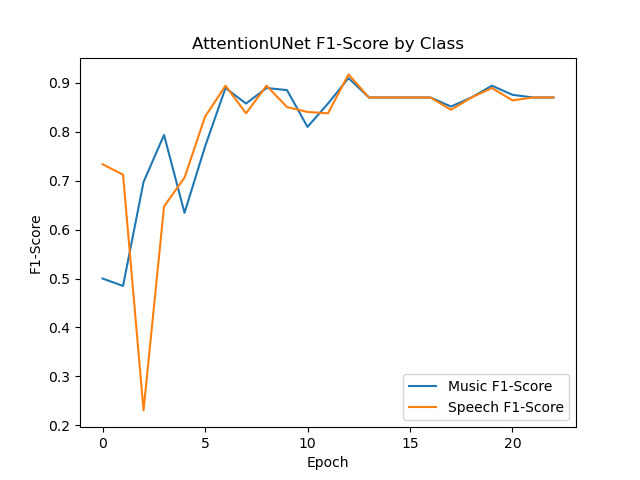 AttentionUNet F1-Score by Class
F1-Score
0.9
0.8
0.7
0.6
0.5
0.4
0.3
0.2
Music F1-Score
Speech F1-Score
0 5 10 15 20
Epoch